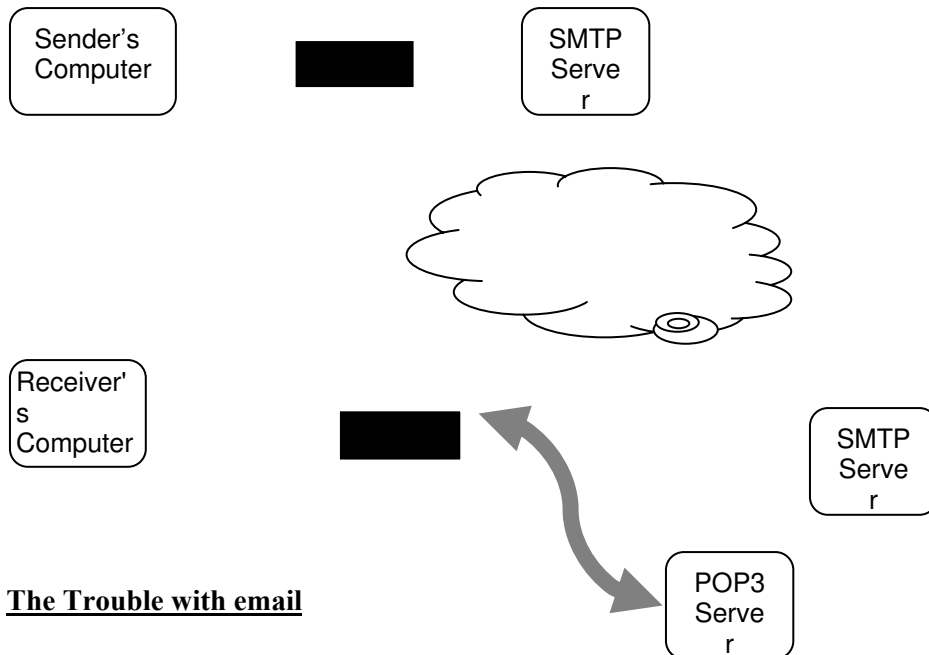 Sender's
Computer
SMTP
Serve
r
Receiver'
s
Computer
SMTP
Serve
r
POP3
Serve
r
The Trouble with email